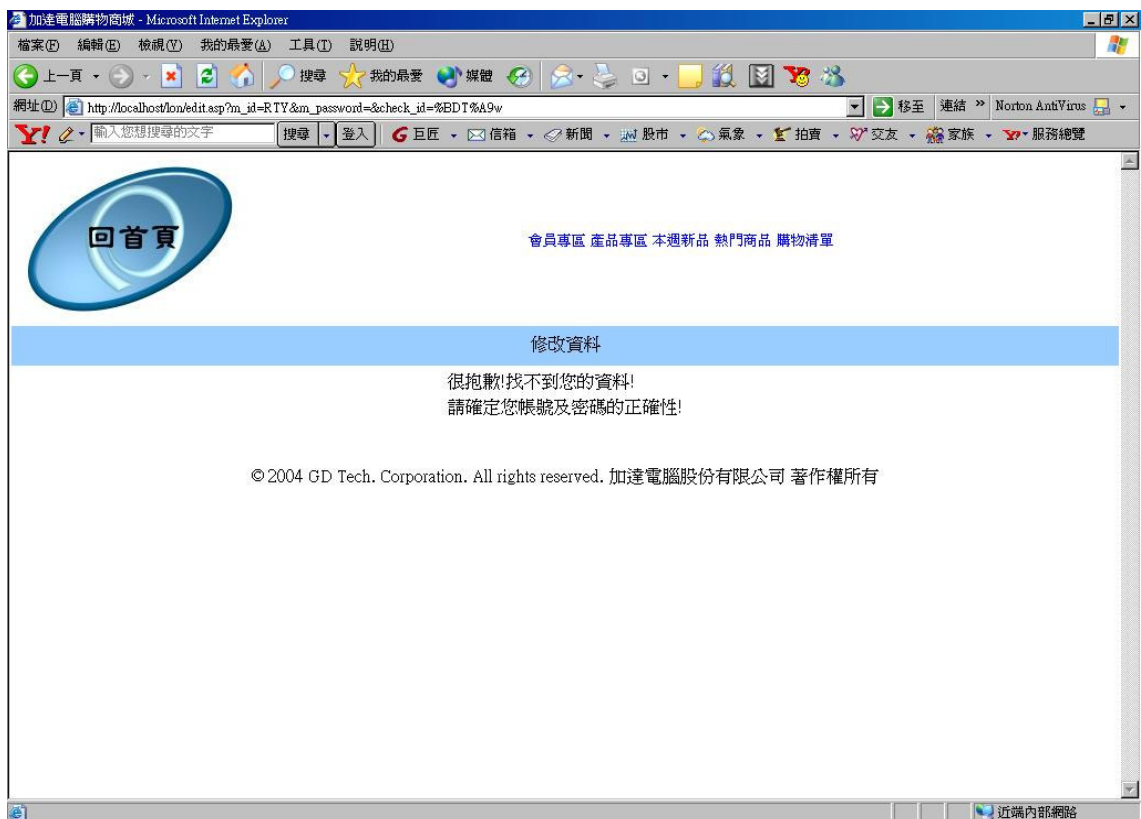 加達電腦購物商城 - Microsoft Internet Explorer
檔案(F) 編輯(E) 檢視(V) 我的最愛(A) 工具(T) 說明(H)
上一頁 搜尋 我的最愛 媒體
網址(D) http://localhost/lon/edit.asp?m_id=RTY&m_password=&check_id=%BDT%A9w 移至 連結 » Norton AntiVirus
Y! 輸入您想搜尋的文字 搜尋 登入 G 巨匠 信箱 新聞 股市 氣象 拍賣 交友 家族 服務總覽
回首頁
會員專區 產品專區 本週新品 熱門商品 購物清單
修改資料
很抱歉!找不到您的資料!
請確定您帳號及密碼的正確性!
©2004 GD Tech. Corporation. All rights reserved. 加達電腦股份有限公司 著作權所有
近端內部網路